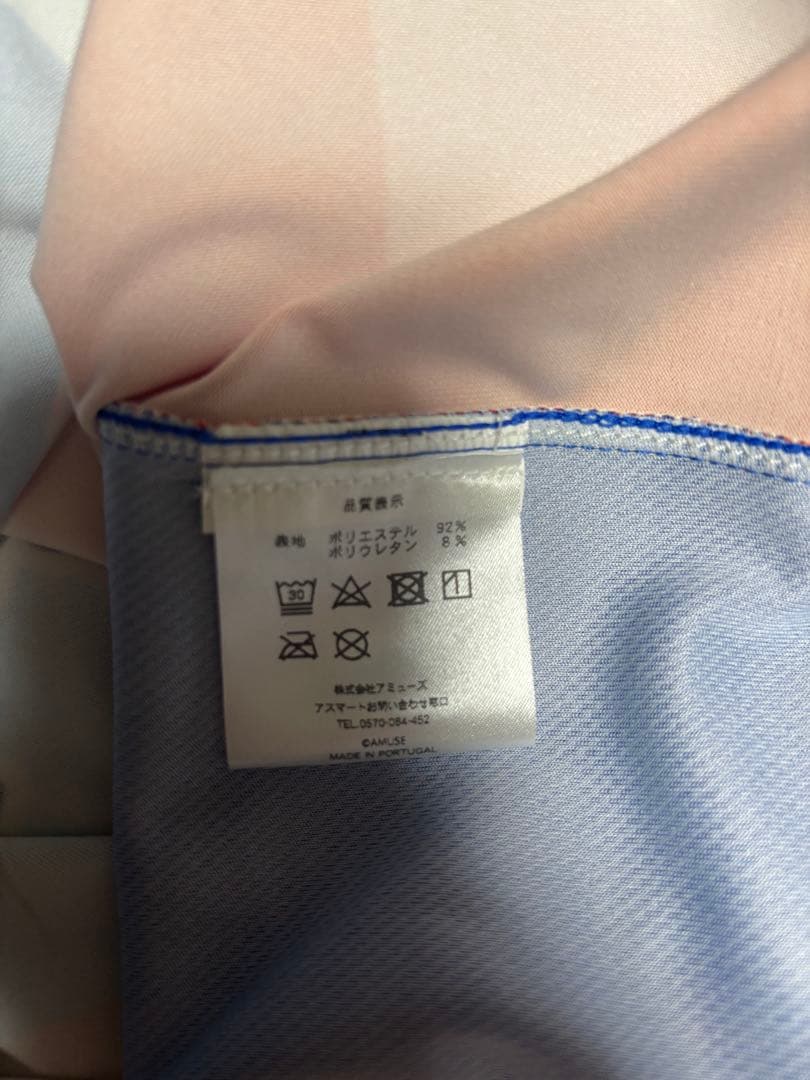 品質表示
表地 ポリエステル 92%
ポリウレタン 8%
30
株式会社アミューズ
アスマートお問い合わせ窓口
TEL.0570-084-452
©AMUSE
MADE IN PORTUGAL